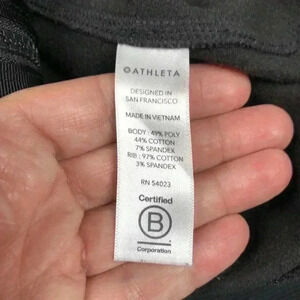 ATHLETA
DESIGNED IN
SAN FRANCISCO
MADE IN VIETNAM
BODY : 49% POLY
44% COTTON
7% SPANDEX
RIB : 97% COTTON
3% SPANDEX
RN 54023
Certified
B
Corporation